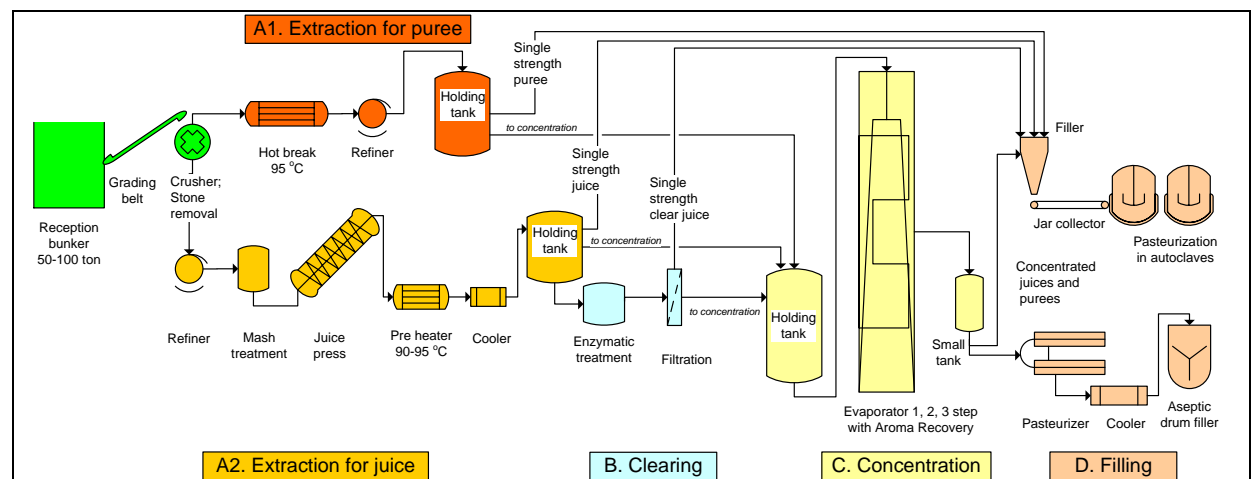 A1. Extraction for puree
Single
strength
puree
Holding
tank
to concentration
Hot break
95 °C
Refiner
Grading
belt
Crusher;
Stone
removal
Reception
bunker
50-100 ton
Single
strength
juice
Single
strength
clear juice
Filler
Jar collector
Pasteurization
in autoclaves
Holding
tank
to concentration
Concentrated
juices and
purees
Refiner
Mash
treatment
Juice
press
Pre heater
90-95 °C
Cooler
Enzymatic
treatment
Filtration
to concentration
Holding
tank
Small
tank
Evaporator 1, 2, 3 step
with Aroma Recovery
Pasteurizer
Cooler
Aseptic
drum filler
A2. Extraction for juice
B. Clearing
C. Concentration
D. Filling